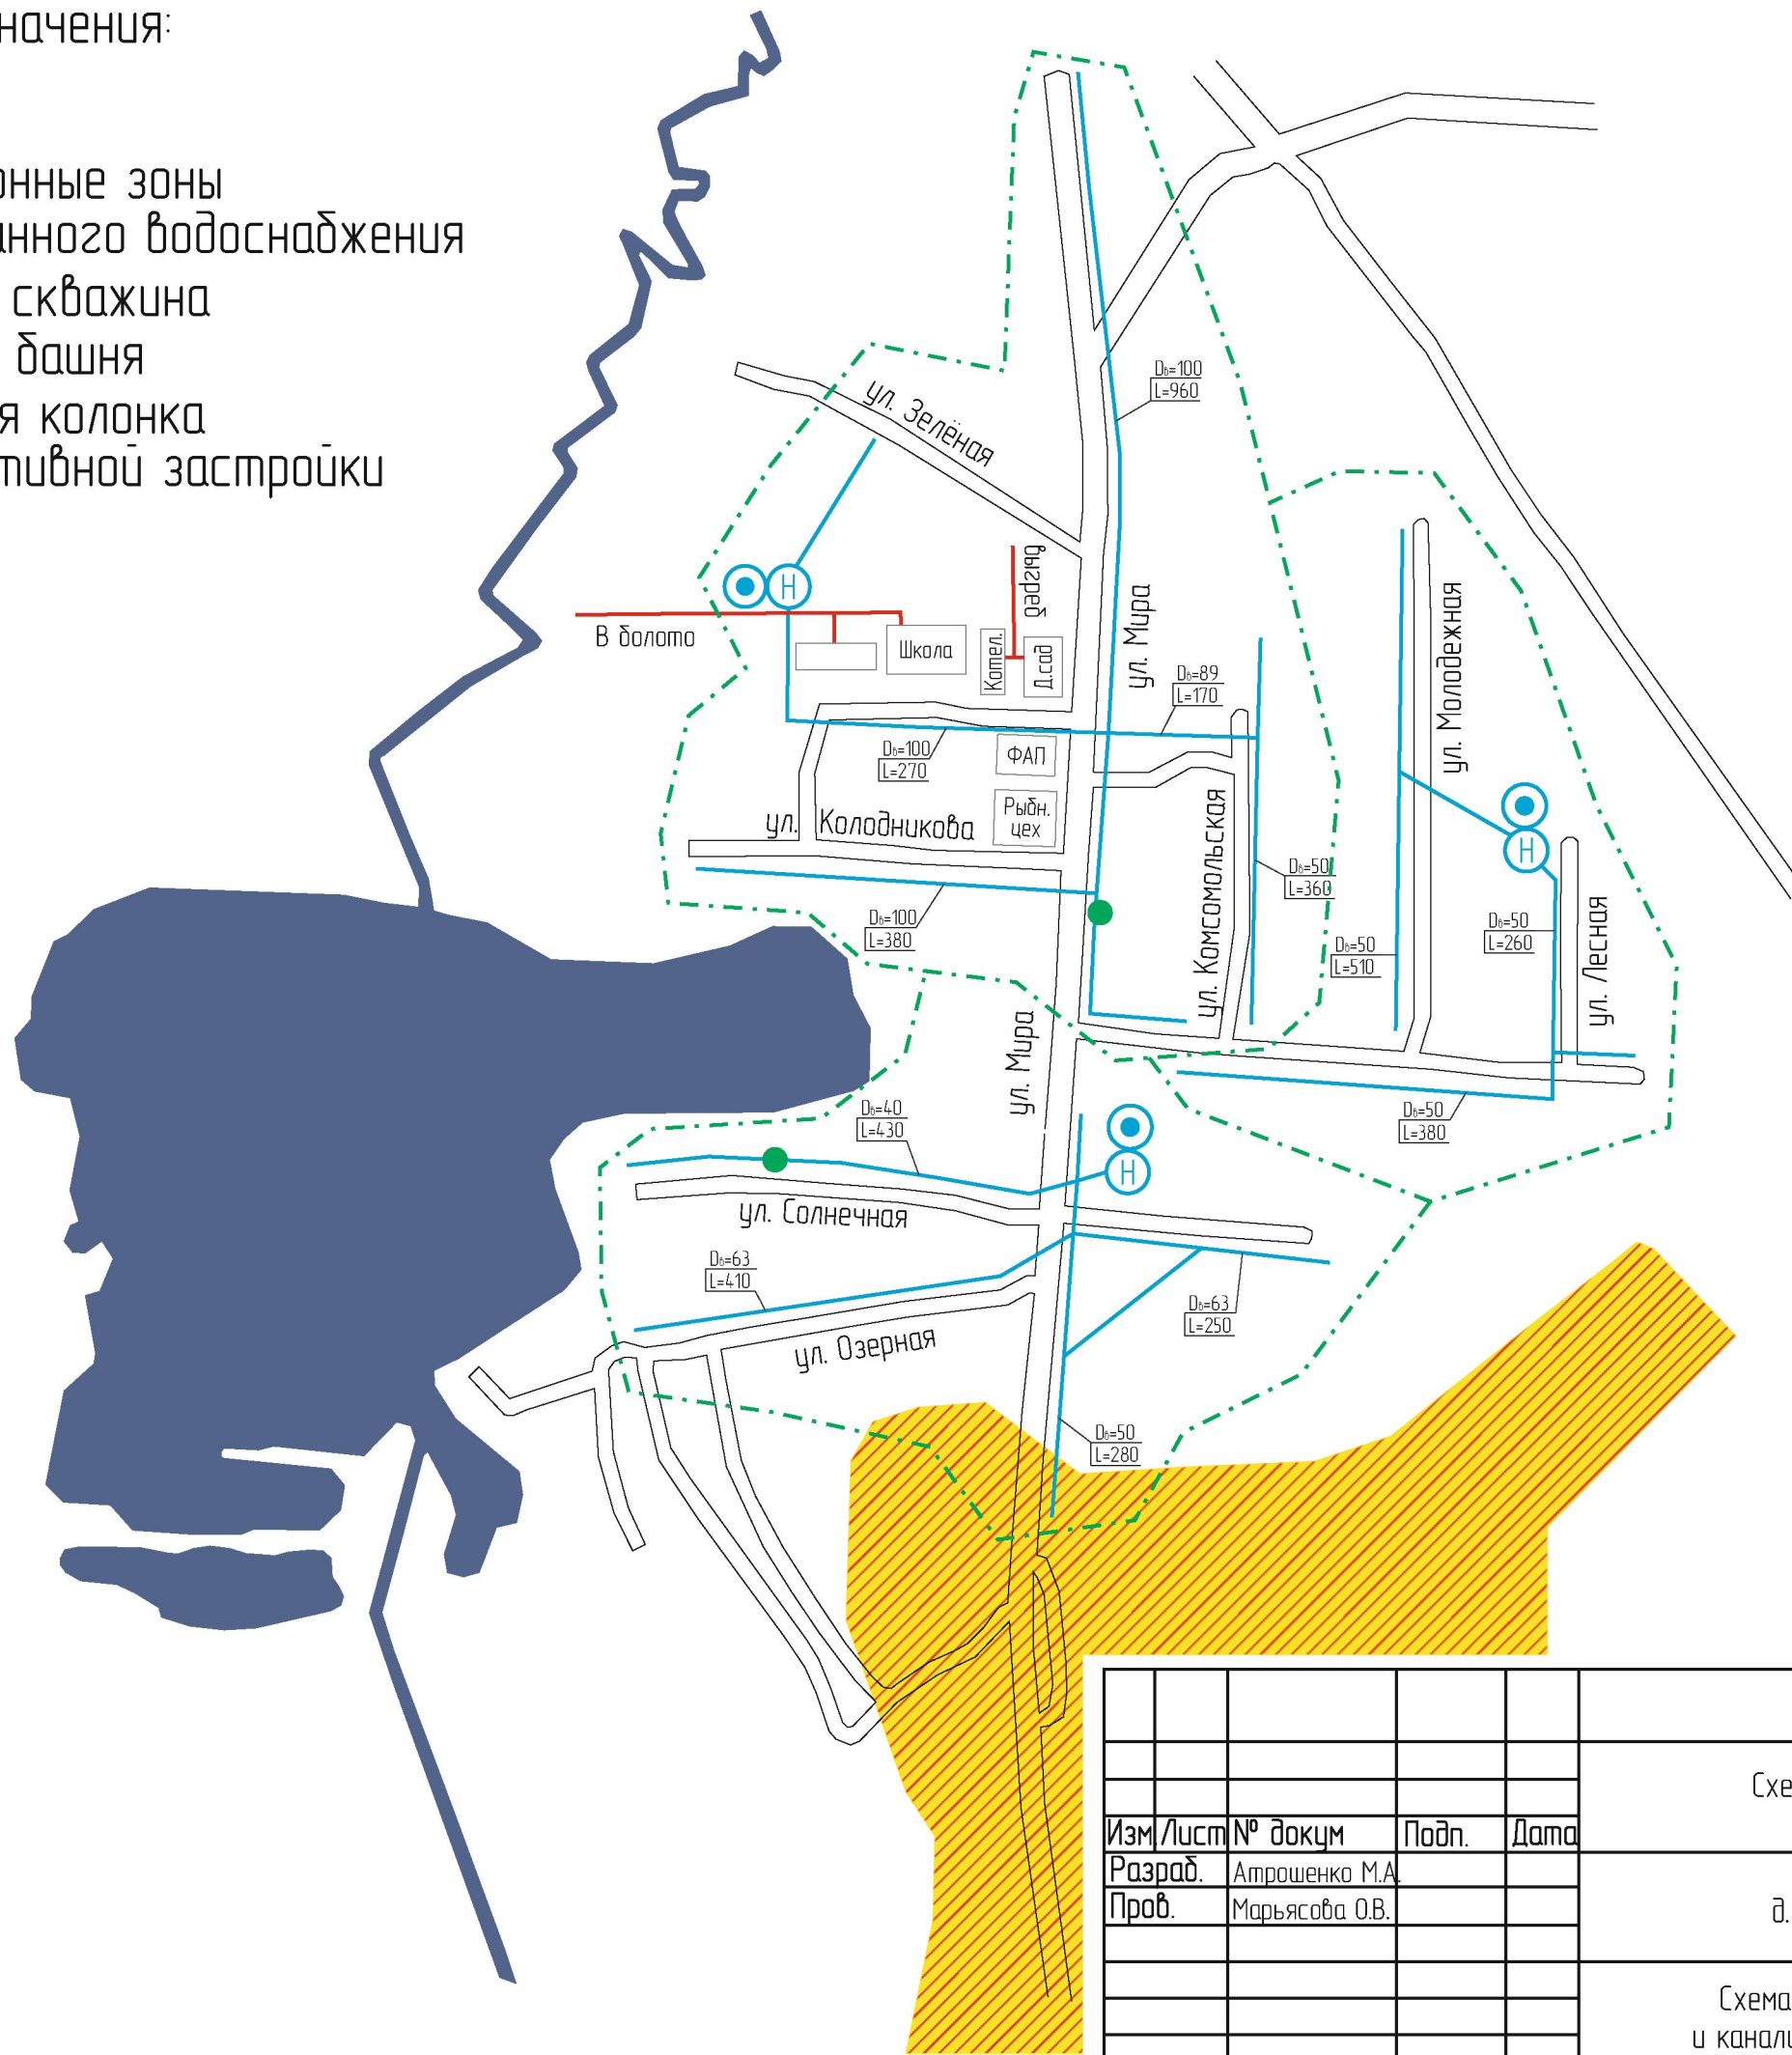 начения:
онные зоны
анного водоснабжения
скважина
башня
я колонка
тивной застройки
Dв=100
L=960
ул. Зелёная
выгреб
ул. Мира
ул. Молодежная
Н
В болото
Школа
Котел.
Д.сад
Dв=89
L=170
Dв=100
L=270
ФАП
Рыбн.
цех
ул. Колодникова
Н
ул. Комсомольская
Dв=50
L=360
Dв=100
L=380
Dв=50
L=510
Dв=50
L=260
ул. Лесная
ул. Мира
Dв=40
L=430
Dв=50
L=380
Н
ул. Солнечная
Dв=63
L=410
Dв=63
L=250
ул. Озерная
Dв=50
L=280
Схе
Изм Лист № докум Подп. Дата
Разраб. Атрошенко М.А.
Пров. Марьясова О.В.
д.
Схема
и канали